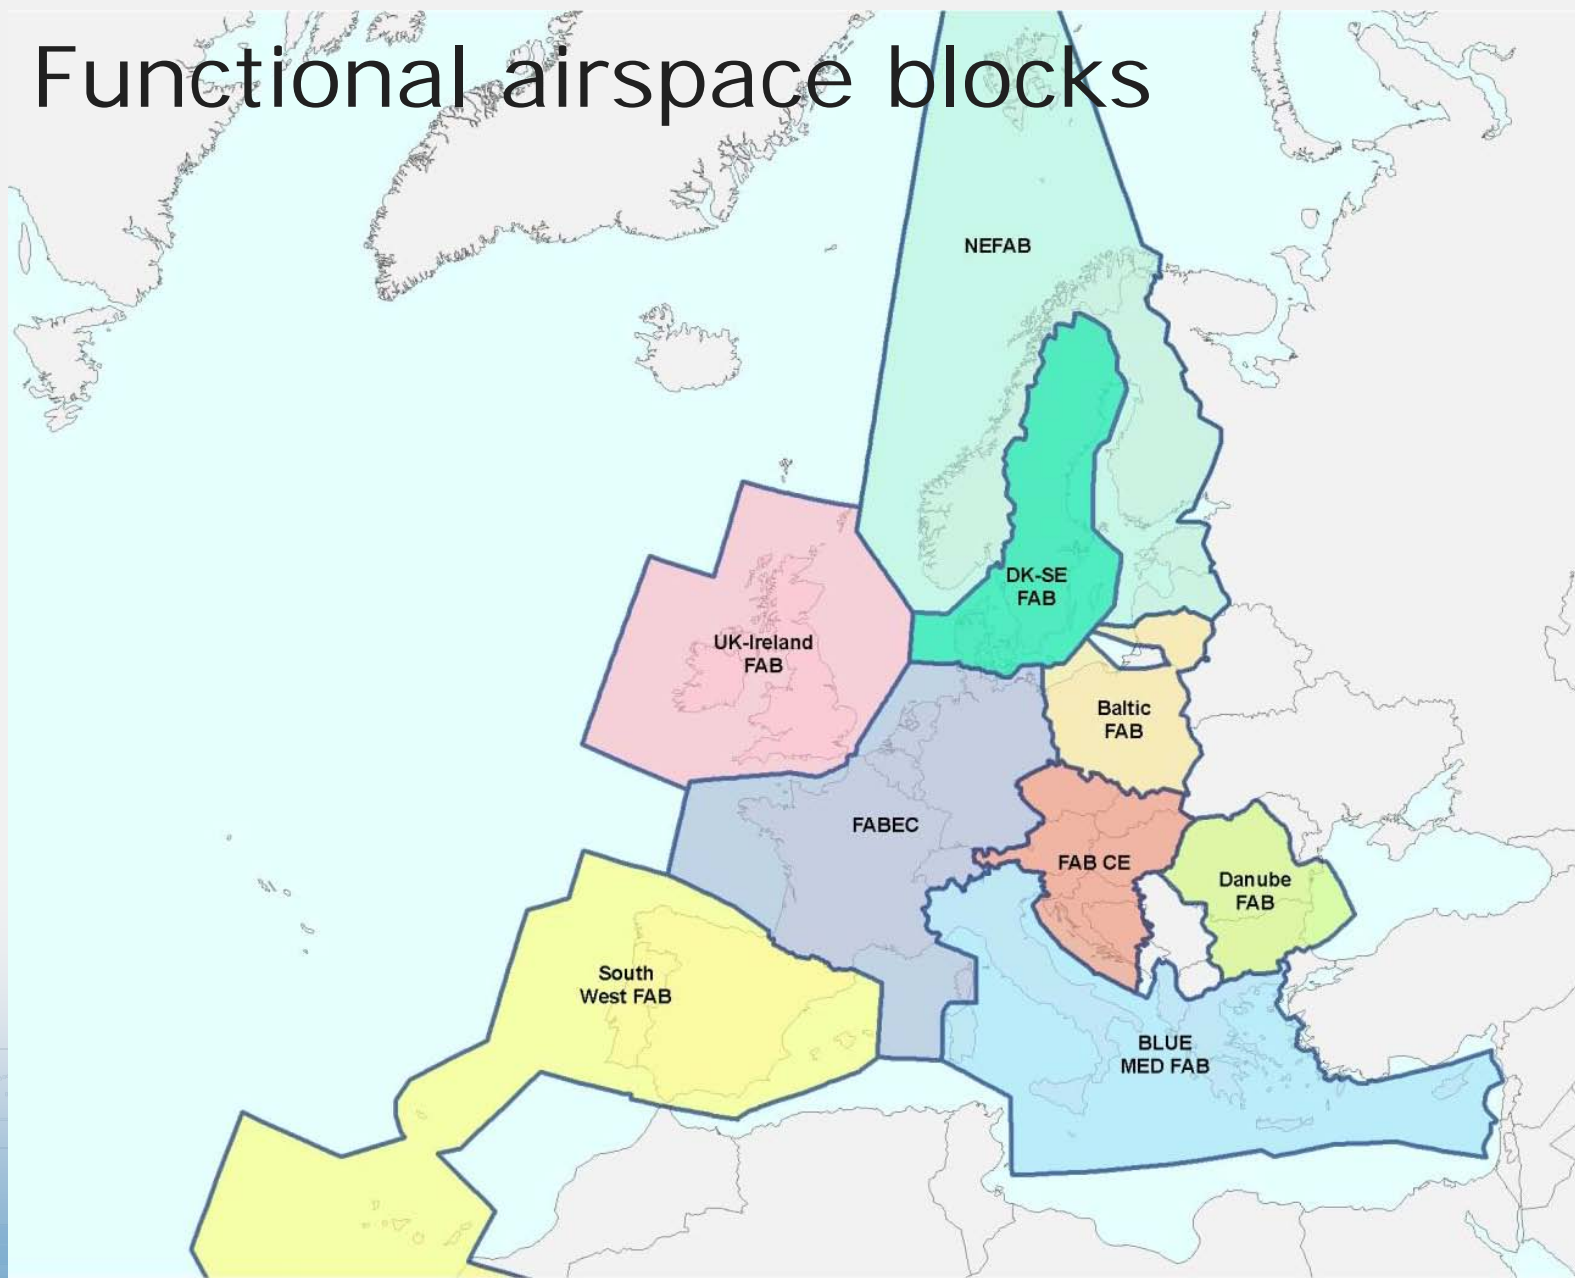 Functional airspace blocks
NEFAB
DK-SE
FAB
UK-Ireland
FAB
Baltic
FAB
FABEC
FAB CE
Danube
FAB
South
West FAB
BLUE
MED FAB